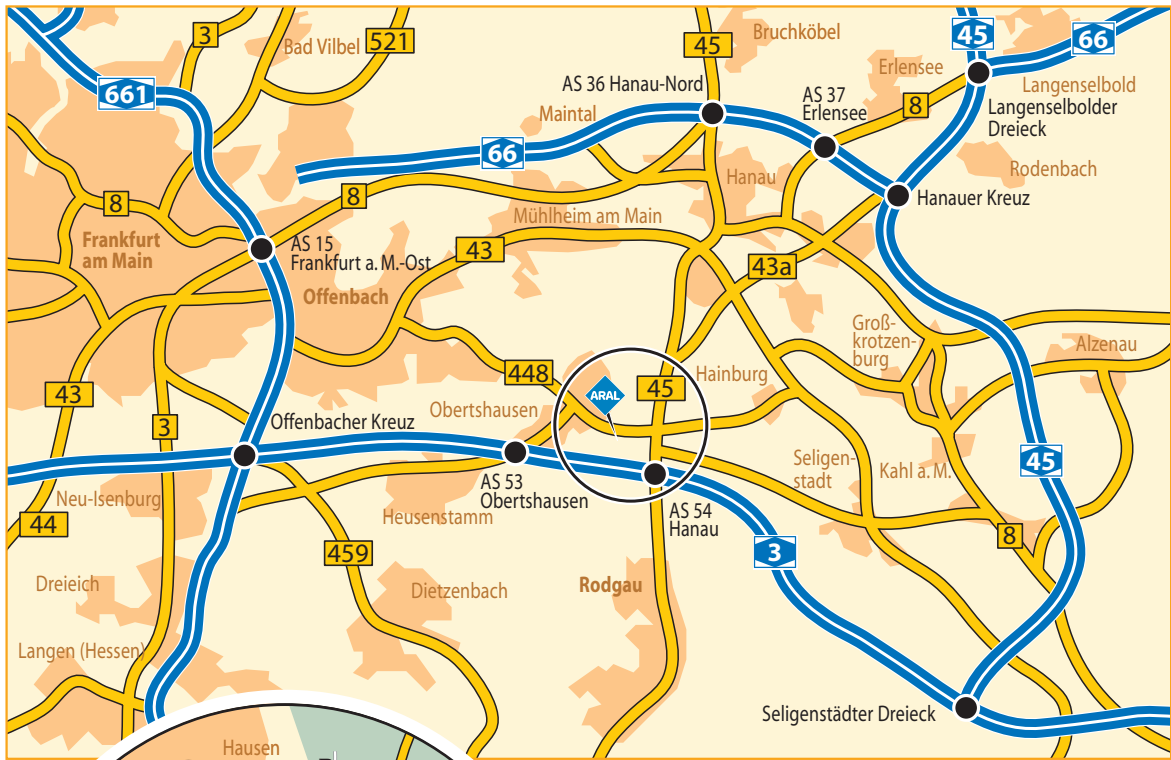 3
Bad Vilbel
521
45
Bruchköbel
45
66
661
AS 36 Hanau-Nord
Erlensee
AS 37
Erlensee
Langenselbold
8
Langenselbolder
Dreieck
Maintal
66
Rodenbach
Hanau
8
8
Hanauer Kreuz
Mühlheim am Main
Frankfurt
am Main
AS 15
Frankfurt a. M.-Ost
43
43a
Offenbach
Groß-
krotzen-
burg
Alzenau
448
Hainburg
45
ARAL
43
Obertshausen
Offenbacher Kreuz
3
Seligen-
stadt
Kahl a. M.
45
AS 53
Obertshausen
Neu-Isenburg
Heusenstamm
AS 54
Hanau
44
8
459
3
Dreieich
Dietzenbach
Rodgau
Langen (Hessen)
Seligenstädter Dreieck
Hausen